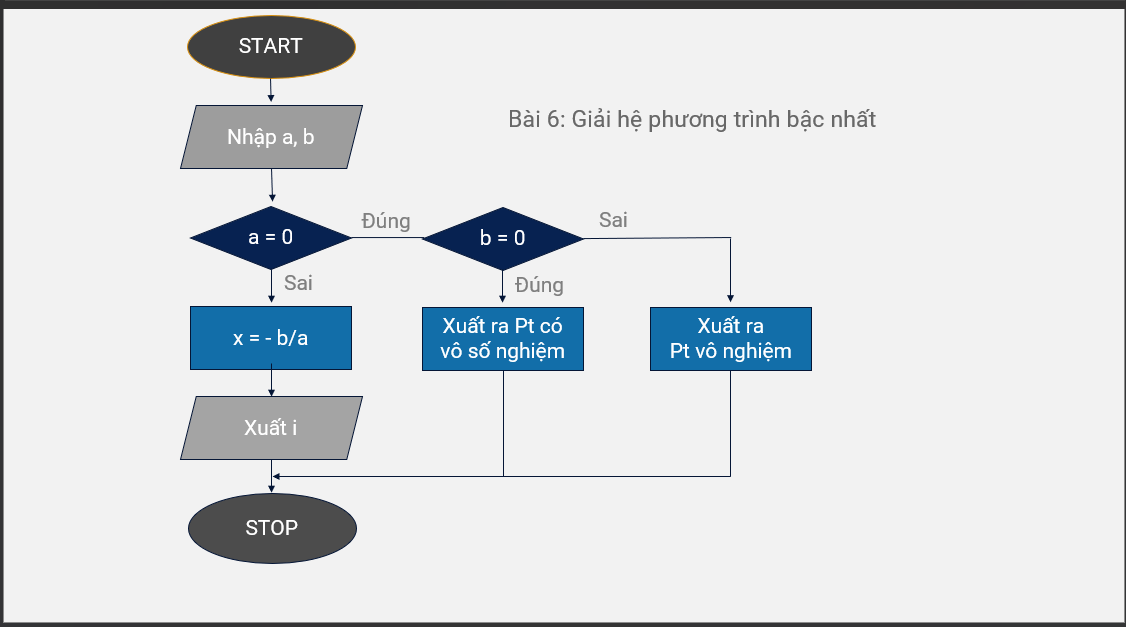 START
Bài 6: Giải hệ phương trình bậc nhất
Nhập a, b
a = 0
Đúng
b = 0
Sai
Sai
Đúng
x = - b/a
Xuất ra Pt có
vô số nghiệm
Xuất ra
Pt vô nghiệm
Xuất i
STOP